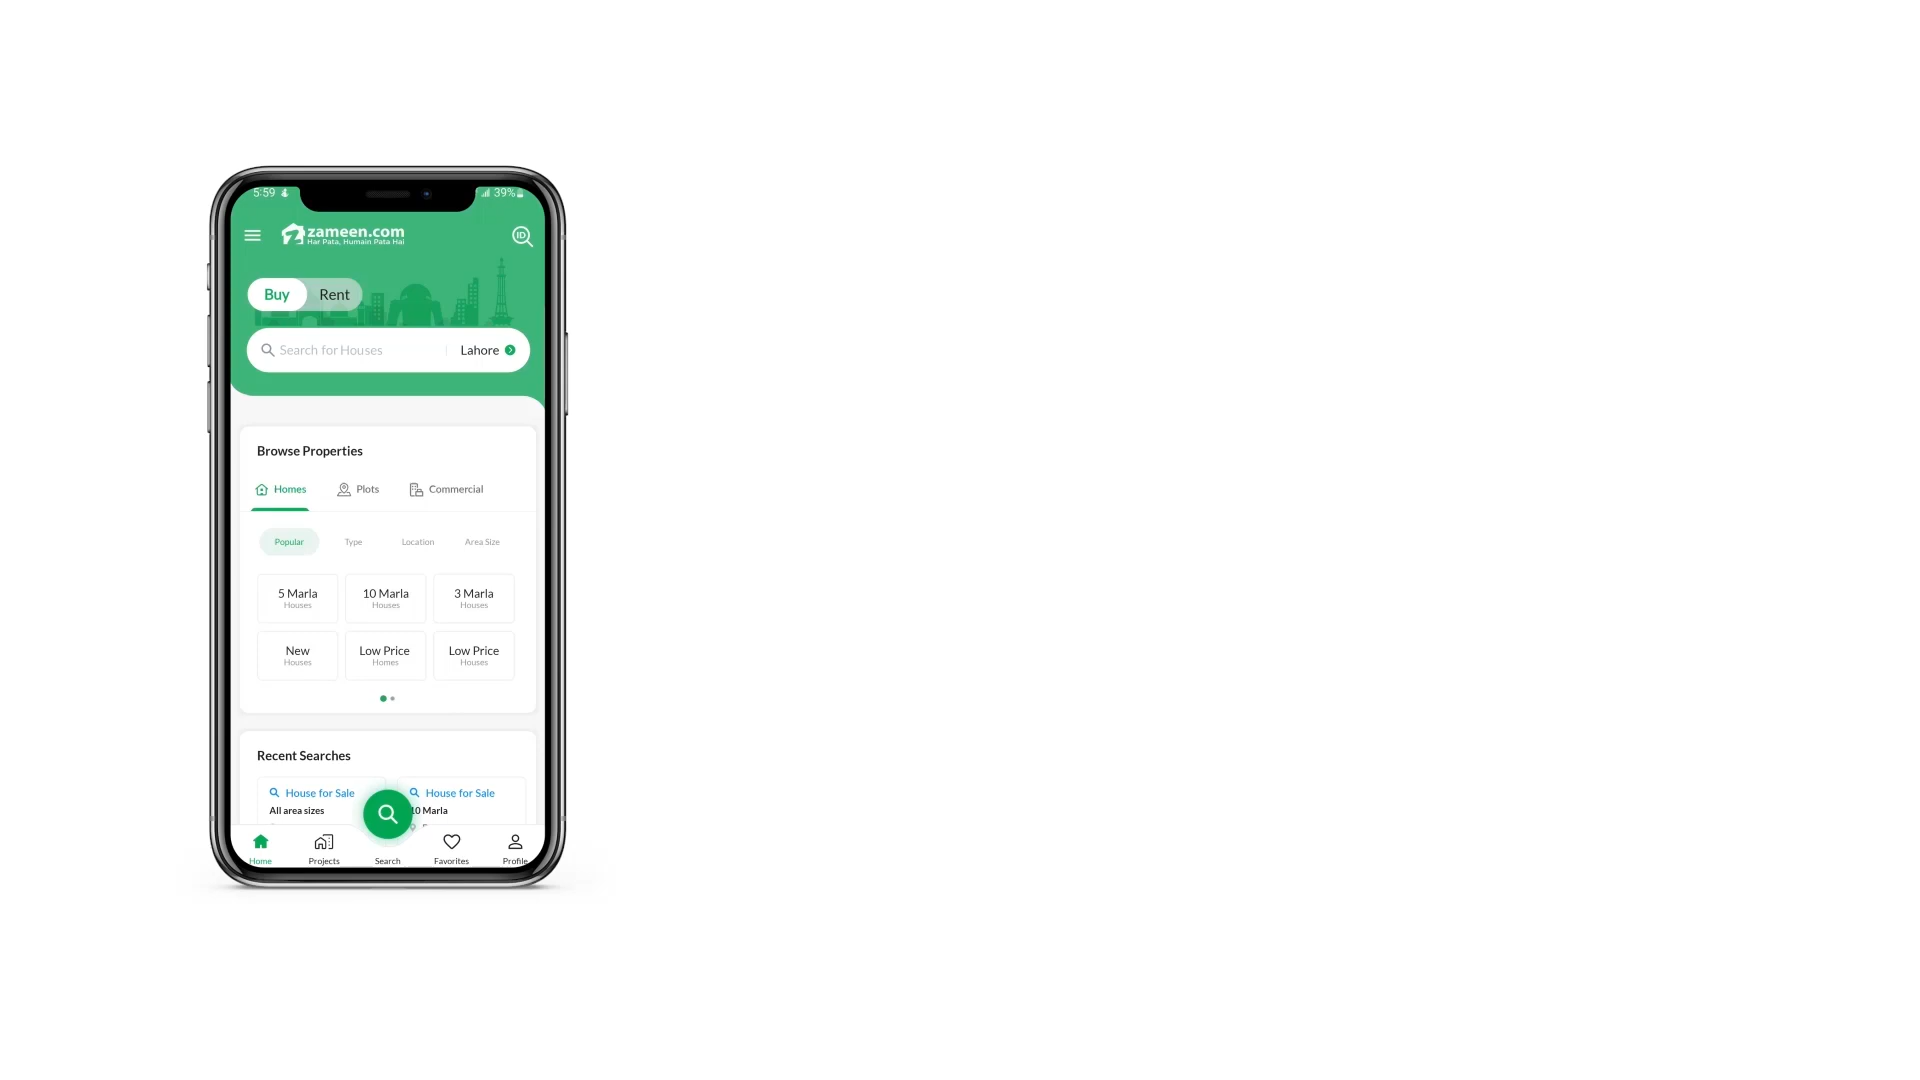 5:59 39%
zameen.com
Har Pata, Humain Pata Hai
ID
Buy Rent
Search for Houses Lahore
Browse Properties
Homes Plots Commercial
Popular Type Location Area Size
5 Marla 10 Marla 3 Marla
Houses Houses Houses
New Low Price Low Price
Houses Homes Houses
Recent Searches
House for Sale House for Sale
All area sizes 10 Marla
Home Projects Search Favorites Profile